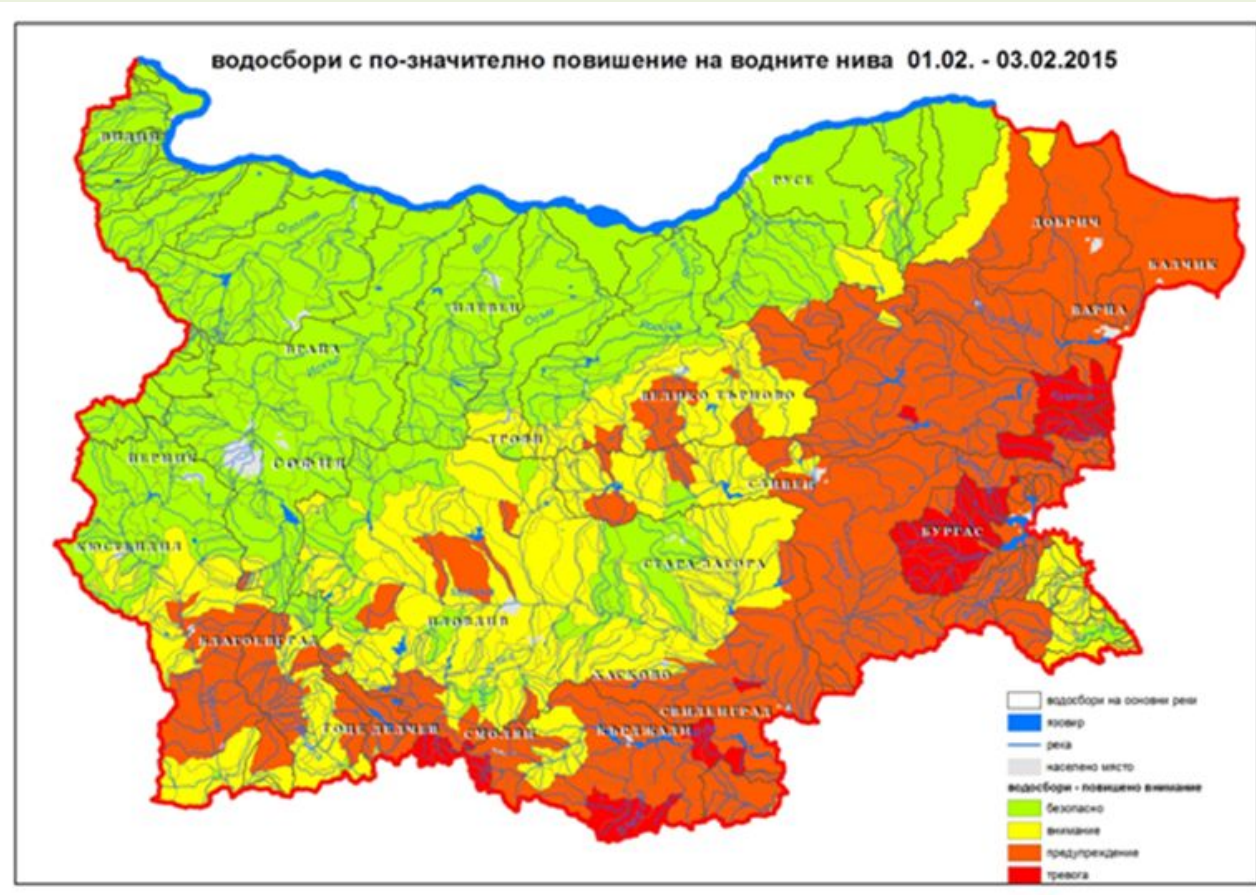 водосбори с по-значително повишение на водните нива 01.02. - 03.02.2015
ВИДИН
РУСЕ
ДОБРИЧ
БАЛЧИК
ВАРНА
ПЛЕВЕН
Осъм
ВРАЦА
ВЕЛИКО ТЪРНОВО
ТРОЯН
ПЕРНИК
СОФИЯ
СЛИВЕН
БУРГАС
КЮСТЕНДИЛ
СТАРА ЗАГОРА
ПЛОВДИВ
БЛАГОЕВГРАД
ХАСКОВО
СВИЛЕНГРАД
ГОЦЕ ДЕЛЧЕВ
СМОЛЯН
КЪРДЖАЛИ
водосбори на основни реки
язовир
река
населено място
водосбори - повишено внимание
безопасно
внимание
предупреждение
тревога